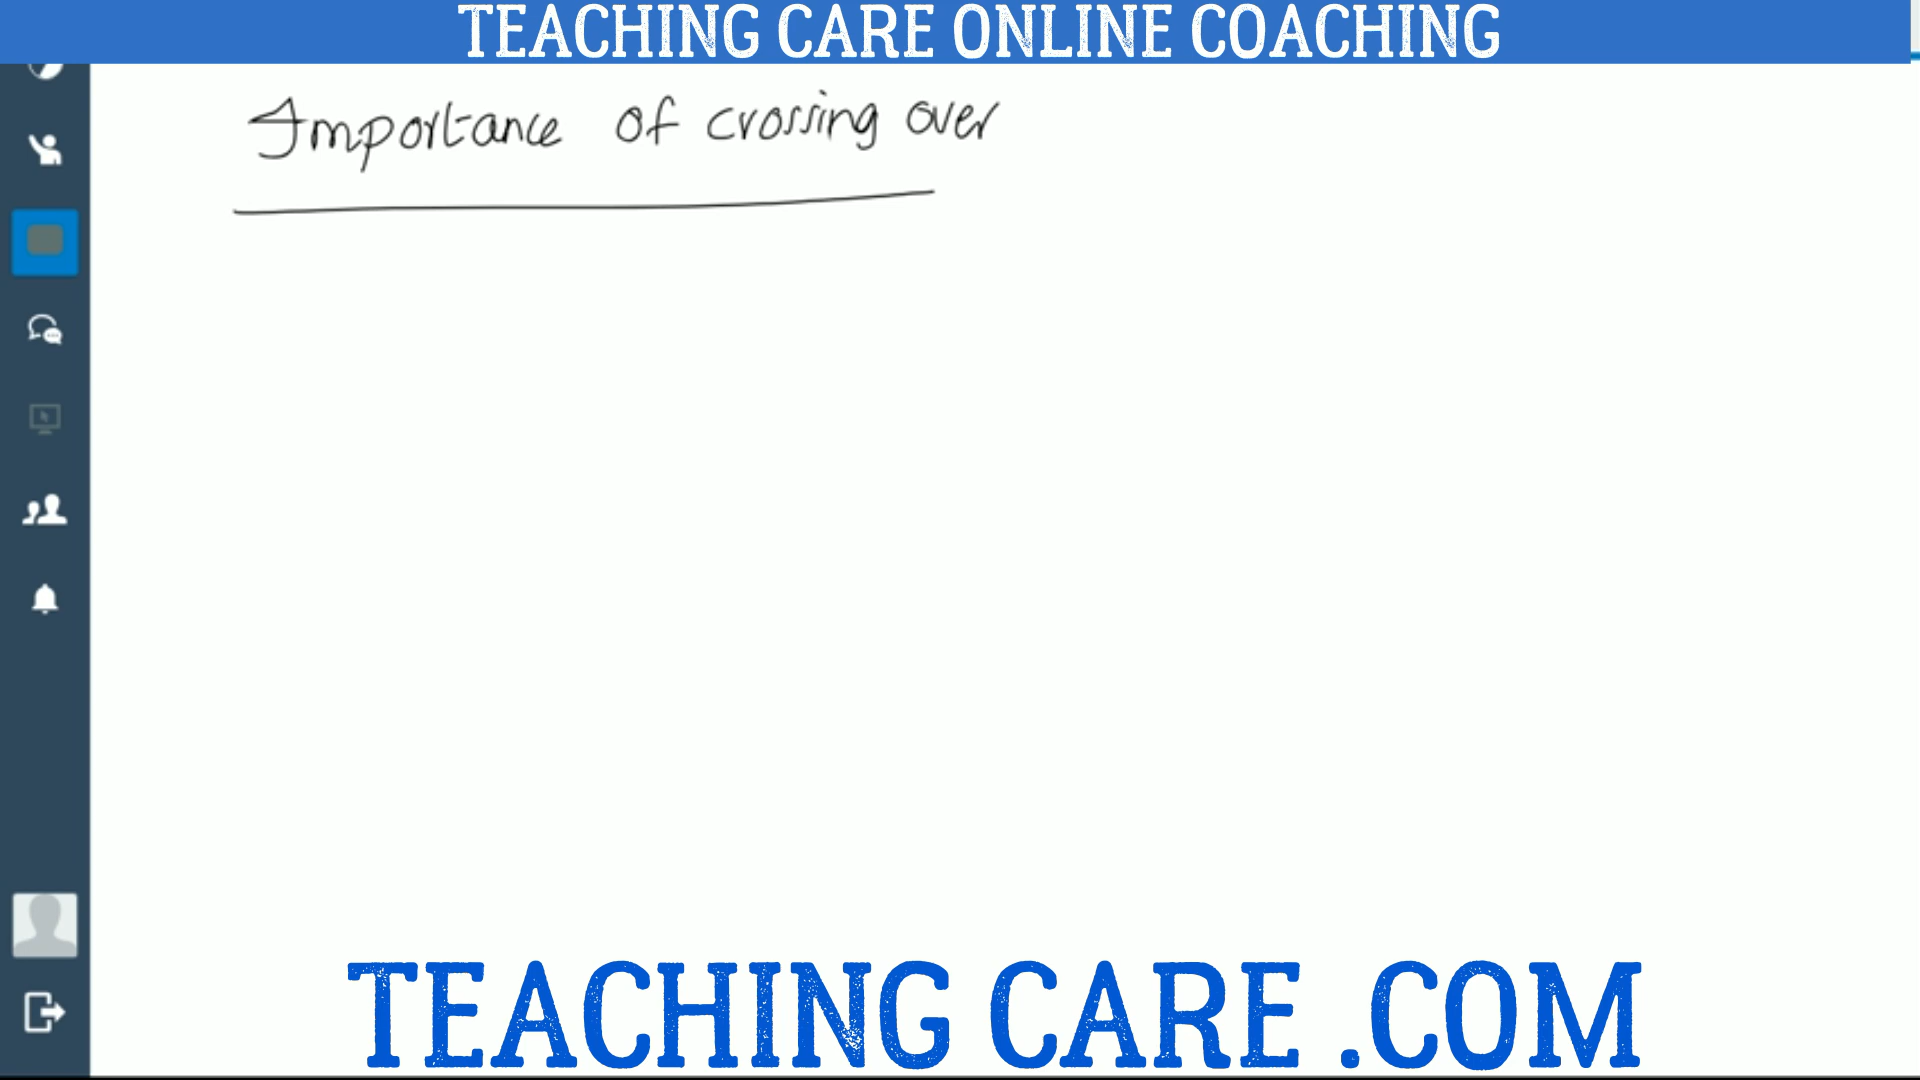 TEACHING CARE ONLINE COACHING
Importance of crossing over
TEACHING CARE .COM